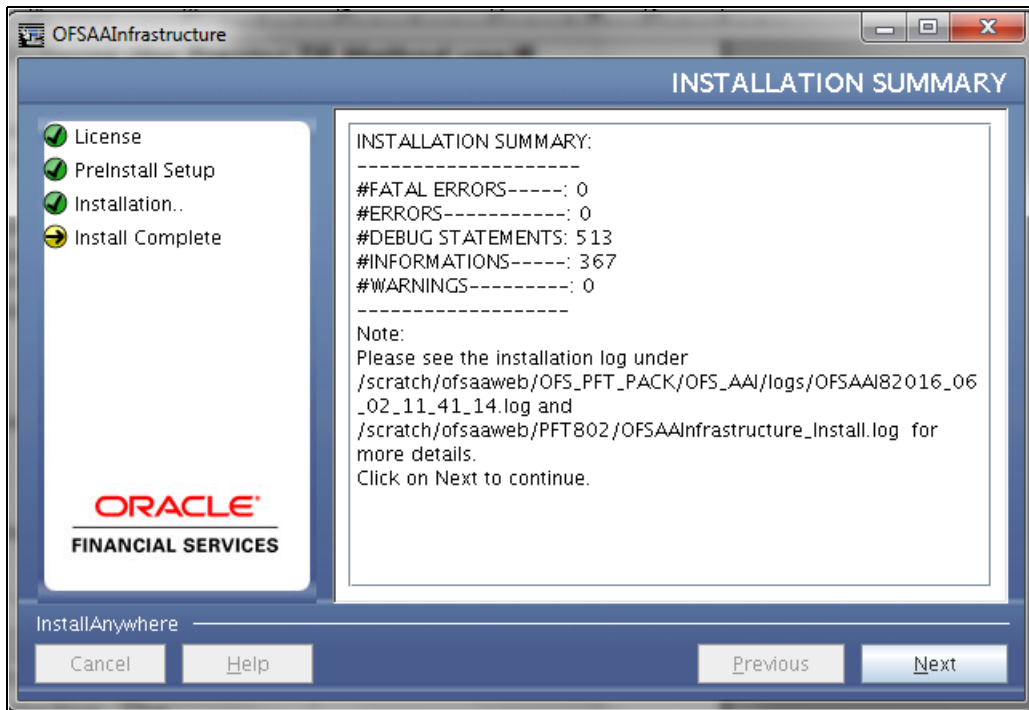 OFSAAInfrastructure
INSTALLATION SUMMARY
License
PreInstall Setup
Installation..
Install Complete
ORACLE
FINANCIAL SERVICES
INSTALLATION SUMMARY:
--------------------
#FATAL ERRORS-----: 0
#ERRORS-----------: 0
#DEBUG STATEMENTS: 513
#INFORMATIONS-----: 367
#WARNINGS---------: 0
-------------------
Note:
Please see the installation log under
/scratch/ofsaaweb/OFS_PFT_PACK/OFS_AAI/logs/OFSAAI82016_06
_02_11_41_14.log and
/scratch/ofsaaweb/PFT802/OFSAAInfrastructure_Install.log for
more details.
Click on Next to continue.
InstallAnywhere
Cancel
Help
Previous
Next